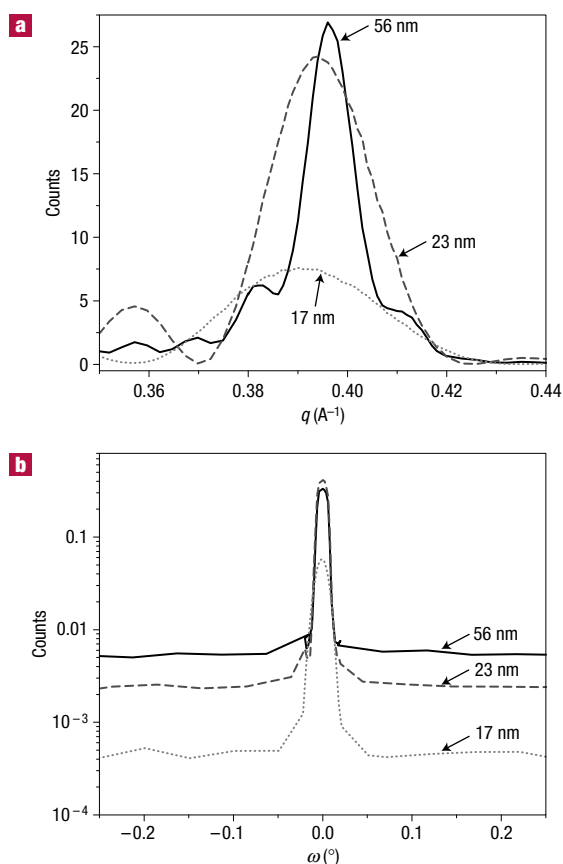 a
56 nm
25
20
15
10
5
0
Counts
23 nm
17 nm
0.36
0.38
0.40
0.42
0.44
q (A⁻¹)
b
0.1
0.01
10⁻³
10⁻⁴
Counts
56 nm
23 nm
17 nm
−0.2
−0.1
0.0
0.1
0.2
ω (°)